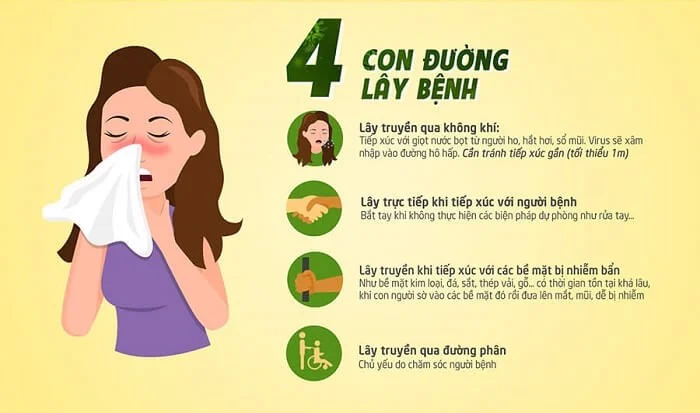 4 CON ĐƯỜNG
LÂY BỆNH
Lây truyền qua không khí:
Tiếp xúc với giọt nước bọt từ người ho, hắt hơi, sổ mũi. Virus sẽ xâm
nhập vào đường hô hấp. Cần tránh tiếp xúc gần (tối thiểu 1m)
Lây trực tiếp khi tiếp xúc với người bệnh
Bắt tay khi không thực hiện các biện pháp dự phòng như rửa tay...
Lây truyền khi tiếp xúc với các bề mặt bị nhiễm bẩn
Như bề mặt kim loại, đá, sắt, thép vải, gỗ... có thời gian tồn tại khá lâu,
khi con người sờ vào các bề mặt đó rồi đưa lên mắt, mũi, dễ bị nhiễm
Lây truyền qua đường phân
Chủ yếu do chăm sóc người bệnh